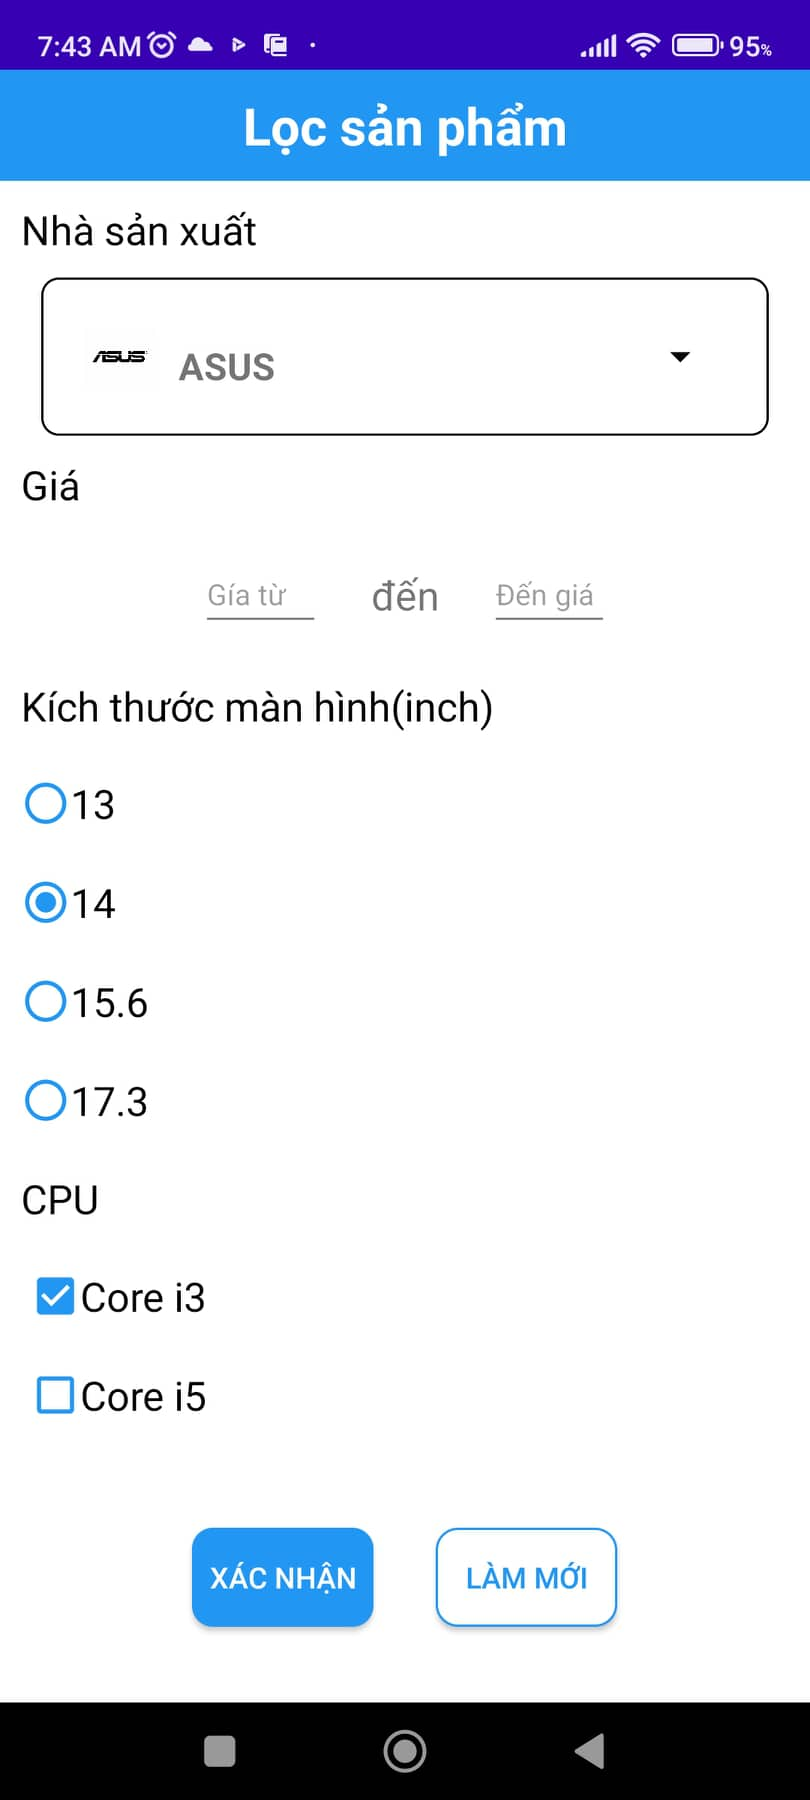 7:43 AM 95%
Lọc sản phẩm
Nhà sản xuất
ASUS ASUS
Giá
Gía từ đến Đến giá
Kích thước màn hình(inch)
13
14
15.6
17.3
CPU
Core i3
Core i5
XÁC NHẬN LÀM MỚI